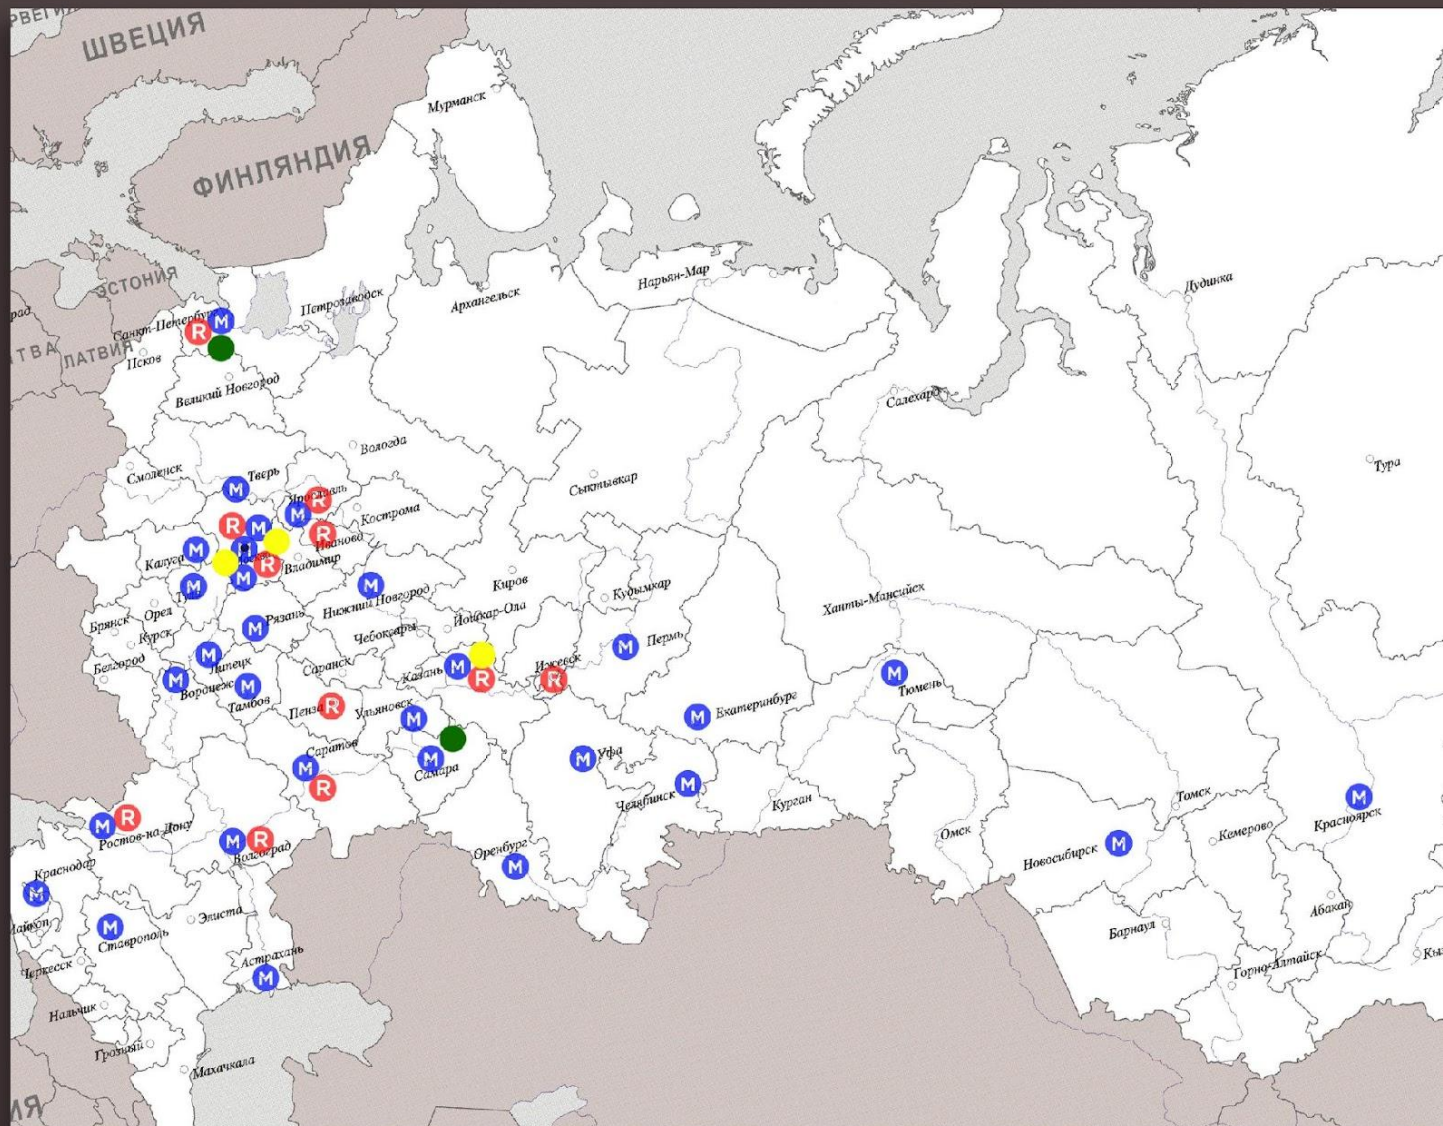 ШВЕЦИЯ
Мурманск
ФИНЛЯНДИЯ
ЭСТОНИЯ
Нарьян-Мар
Дудинка
Архангельск
Петрозаводск
Санкт-Петербург
М
R
ЛАТВИЯ
Псков
Великий Новгород
Салехард
Вологда
Тура
Смоленск
Тверь
М
Сыктывкар
Ярославль
R
М
Кострома
R
М
R
Иваново
Калуга
М
М
R
Владимир
М
Киров
Кудымкар
Тула
М
М
Нижний Новгород
Ханты-Мансийск
Орел
Брянск
Йошкар-Ола
Рязань
М
Чебоксары
Курск
Пермь
М
Белгород
Липецк
М
Саранск
Казань
М
R
Ижевск
R
Воронеж
М
Тамбов
М
Тюмень
М
Пенза
R
Ульяновск
М
Екатеринбург
М
Саратов
М
R
Самара
М
Уфа
М
Челябинск
М
Курган
Томск
Красноярск
М
Ростов-на-Дону
М
R
Волгоград
М
R
Омск
Кемерово
Новосибирск
М
Оренбург
М
Краснодар
М
Абакан
Элиста
Ставрополь
М
Барнаул
Черкесск
Астрахань
М
Горно-Алтайск
Нальчик
Грозный
Махачкала